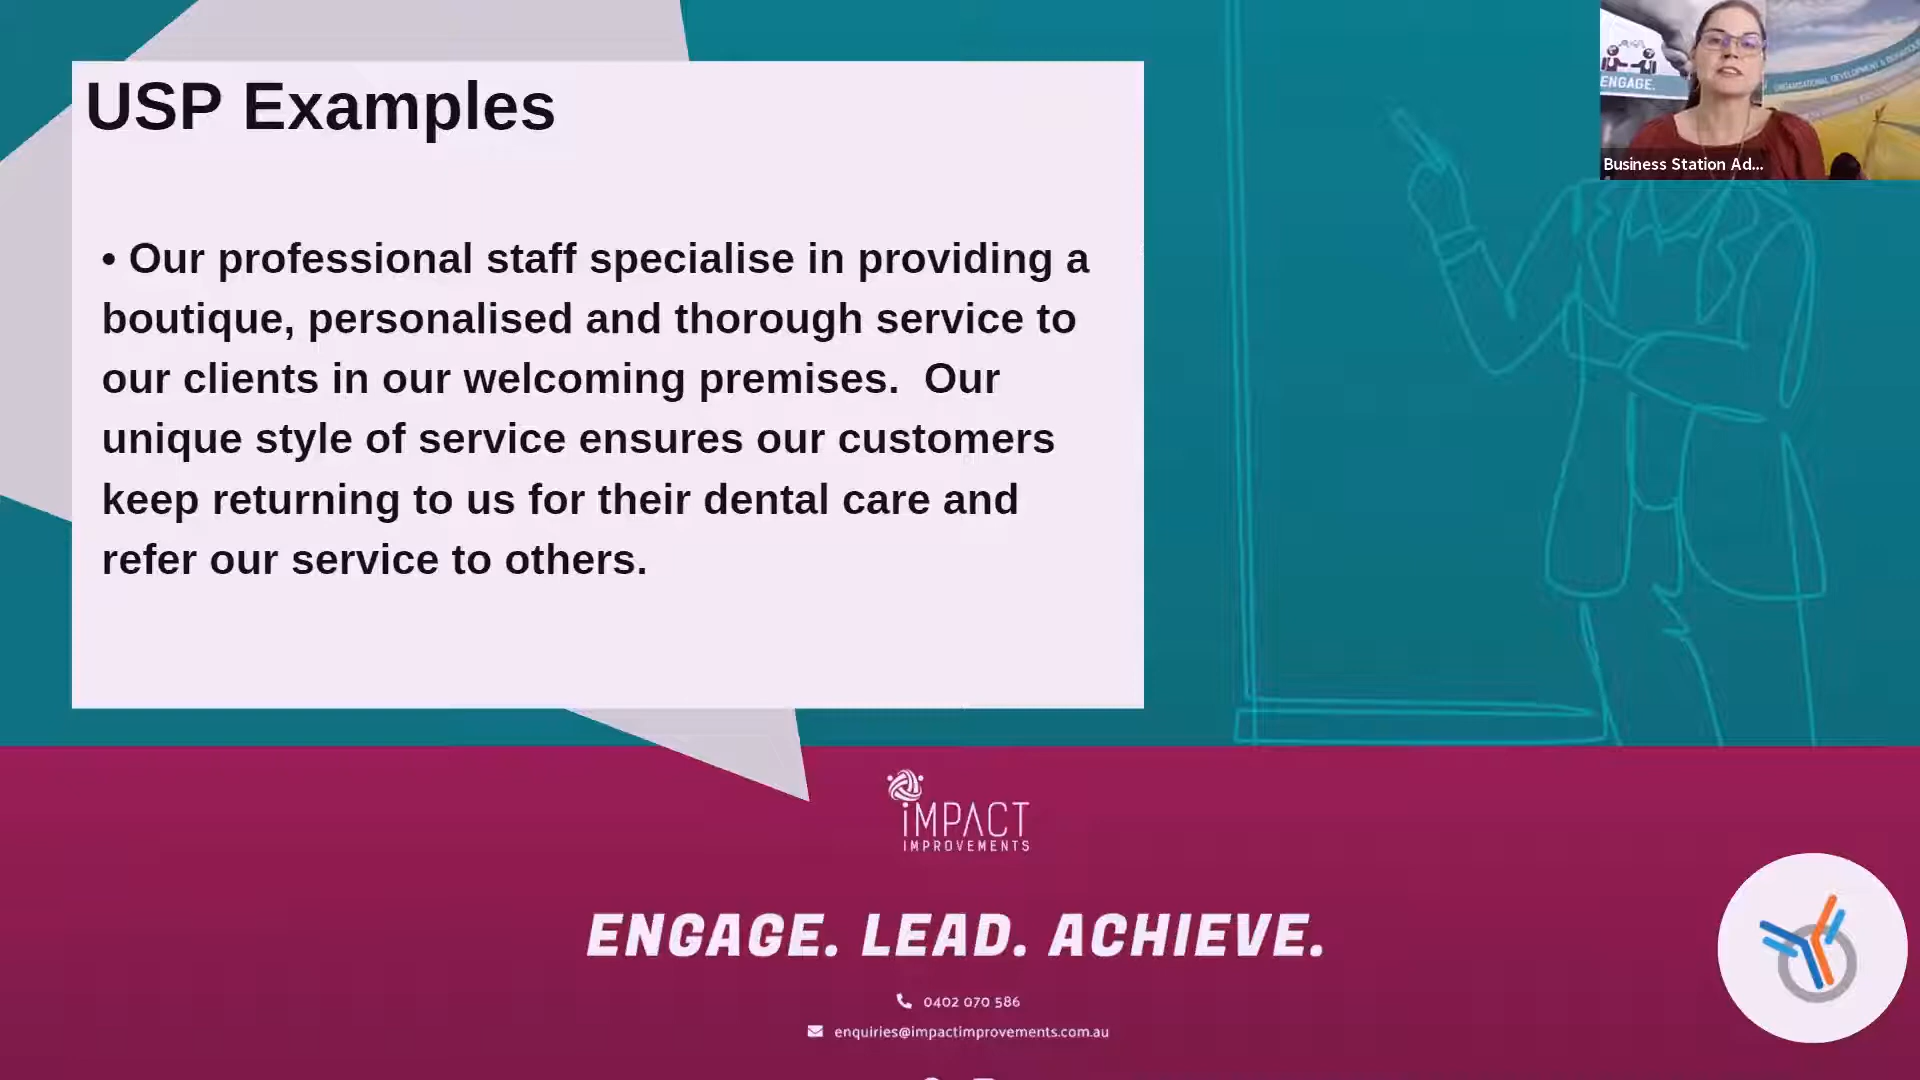 USP Examples
• Our professional staff specialise in providing a
boutique, personalised and thorough service to
our clients in our welcoming premises.  Our
unique style of service ensures our customers
keep returning to us for their dental care and
refer our service to others.
ENGAGE.
ORGANISATIONAL DEVELOPMENT &
Business Station Ad...
iMPACT
IMPROVEMENTS
ENGAGE. LEAD. ACHIEVE.
0402 070 586
enquiries@impactimprovements.com.au